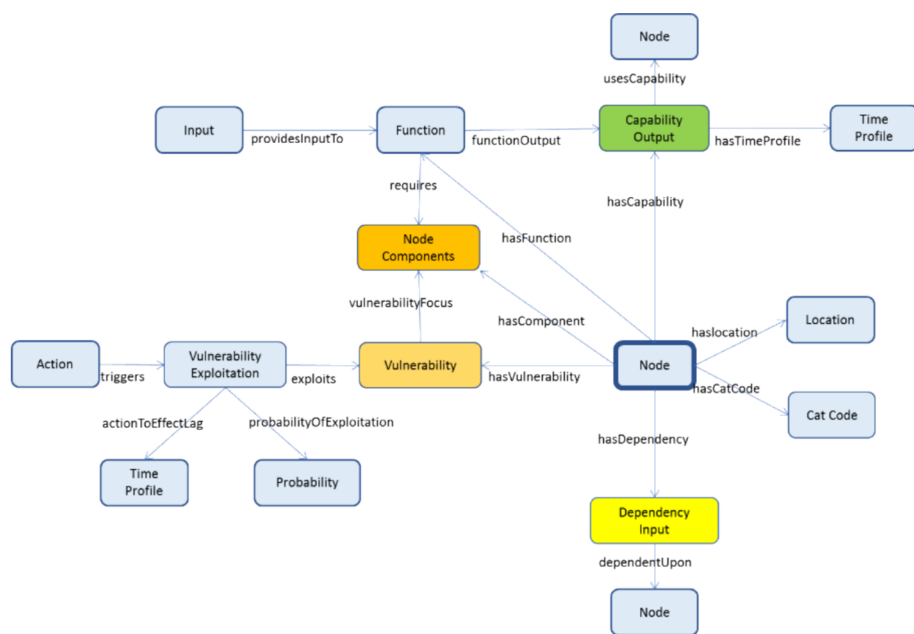 Node
usesCapability
Input
providesInputTo
Function
functionOutput
Capability
Output
hasTimeProfile
Time
Profile
requires
hasCapability
Node
Components
hasFunction
vulnerabilityFocus
hasComponent
haslocation
Location
Action
triggers
Vulnerability
Exploitation
exploits
Vulnerability
hasVulnerability
Node
hasCatCode
Cat Code
actionToEffectLag
probabilityOfExploitation
hasDependency
Time
Profile
Probability
Dependency
Input
dependentUpon
Node